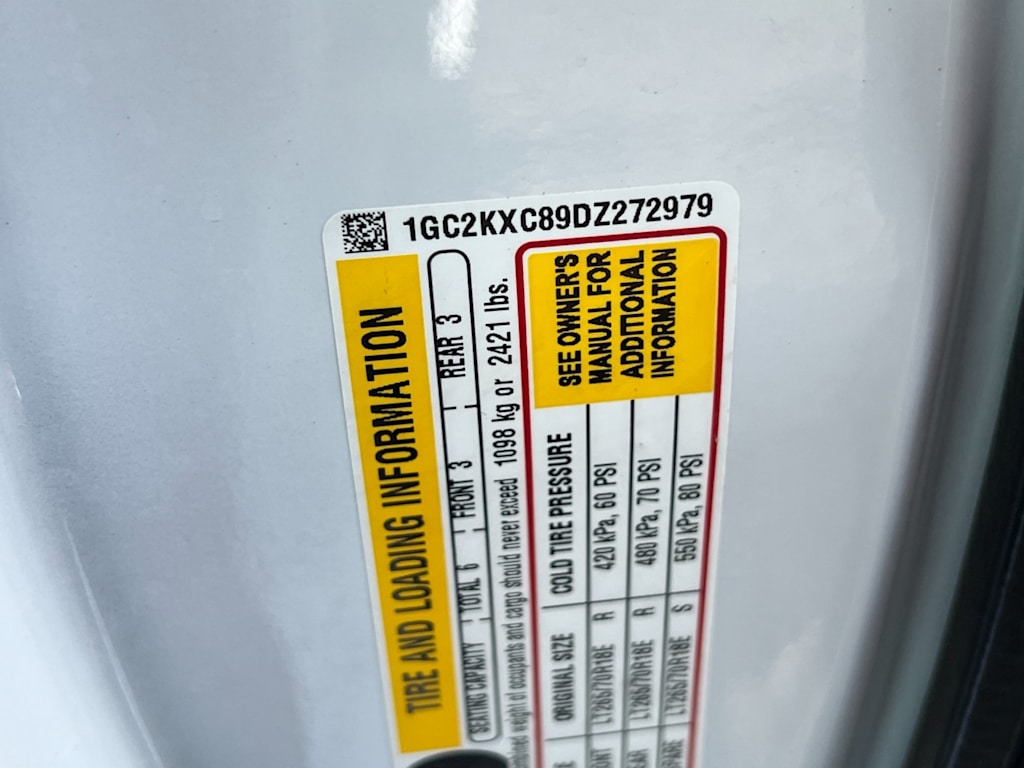 1GC2KXC89DZ272979
TIRE AND LOADING INFORMATION
SEATING CAPACITY TOTAL 6 FRONT 3 REAR 3
weight of occupants and cargo should never exceed 1098 kg or 2421 lbs.
SEE OWNER'S
MANUAL FOR
ADDITIONAL
INFORMATION
ORIGINAL SIZE COLD TIRE PRESSURE
LT265/70R18E R 420 kPa, 60 PSI
LT265/70R18E R 480 kPa, 70 PSI
LT265/70R18E S 550 kPa, 80 PSI